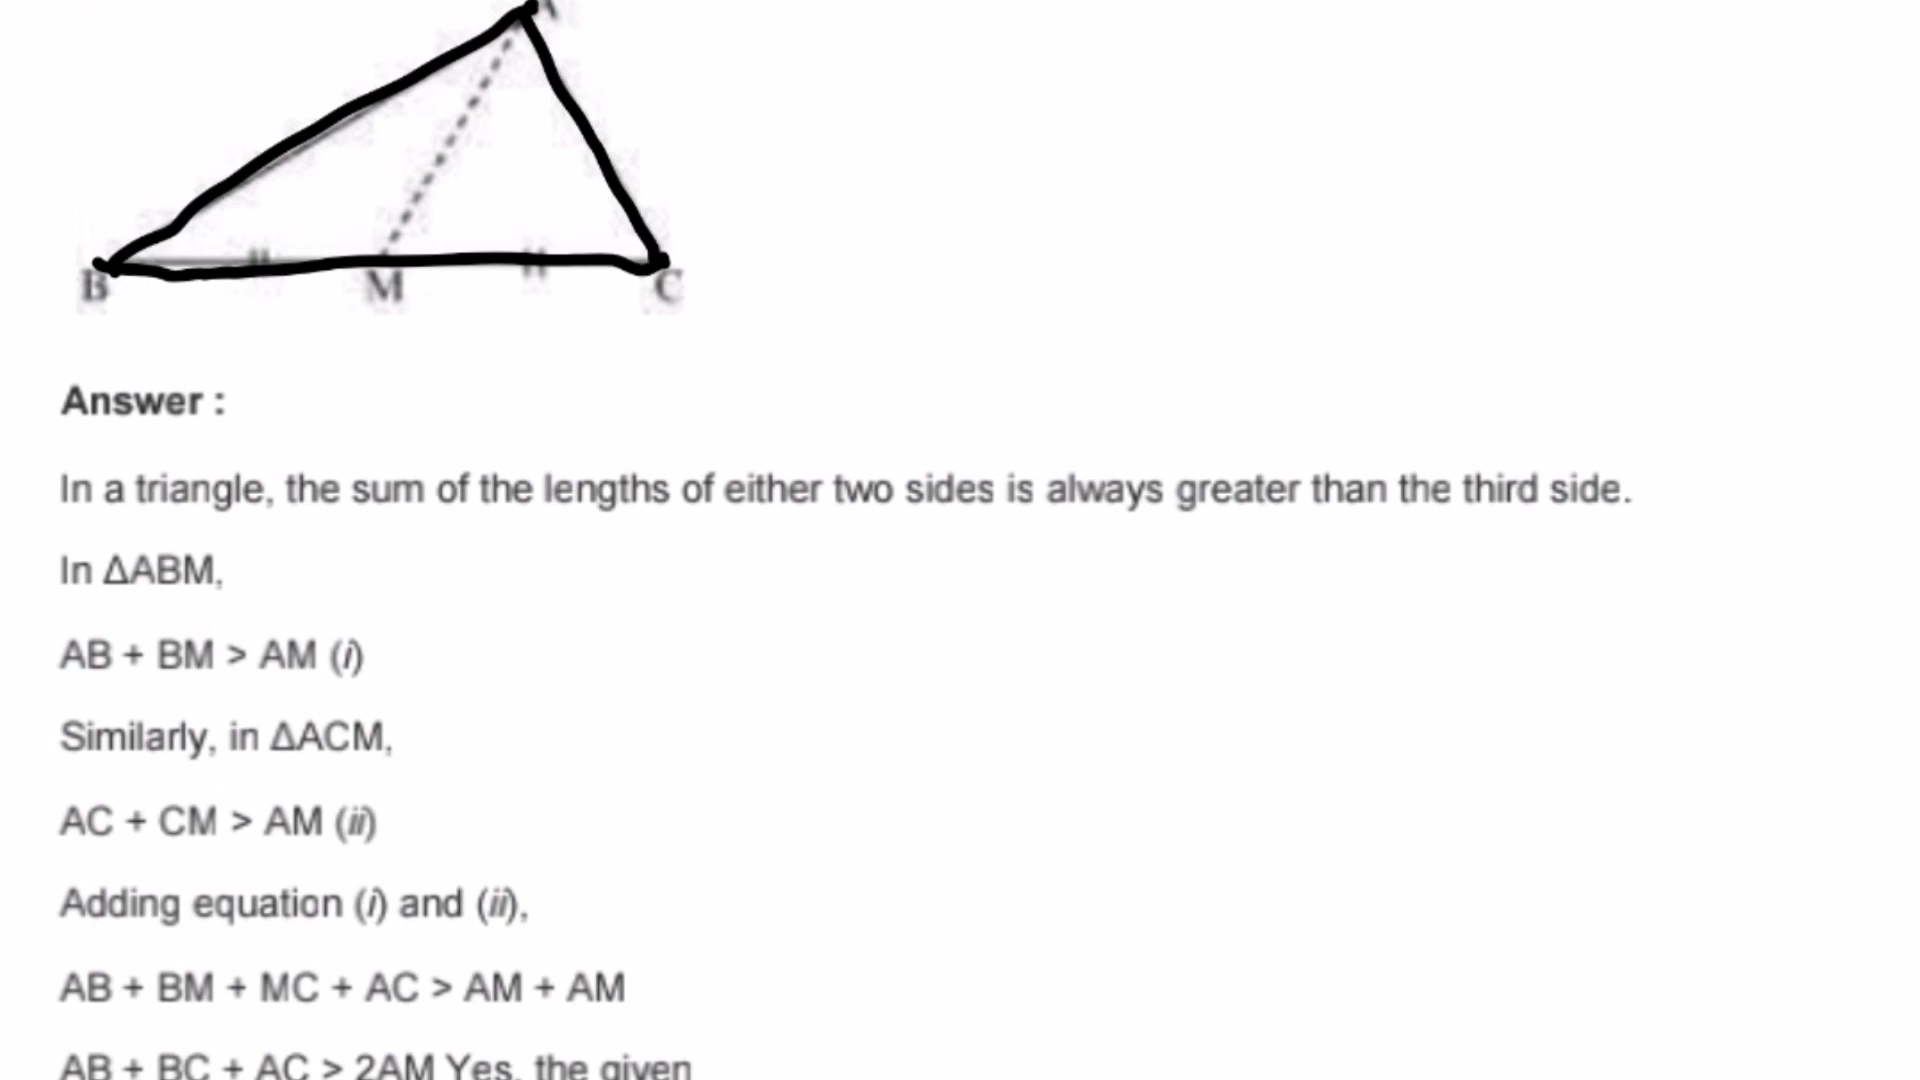 A
B M C
Answer :
In a triangle, the sum of the lengths of either two sides is always greater than the third side.
In ΔABM,
AB + BM > AM (i)
Similarly, in ΔACM,
AC + CM > AM (ii)
Adding equation (i) and (ii),
AB + BM + MC + AC > AM + AM
AB + BC + AC > 2AM Yes, the given